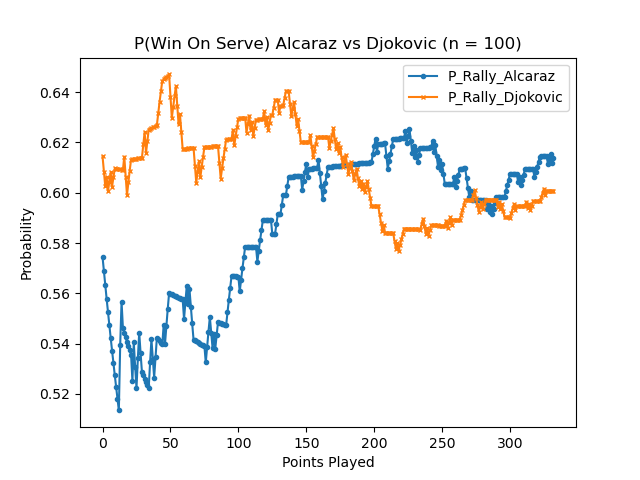 P(Win On Serve) Alcaraz vs Djokovic (n = 100)
P_Rally_Alcaraz
P_Rally_Djokovic
Probability
0.64
0.62
0.60
0.58
0.56
0.54
0.52
0 50 100 150 200 250 300
Points Played